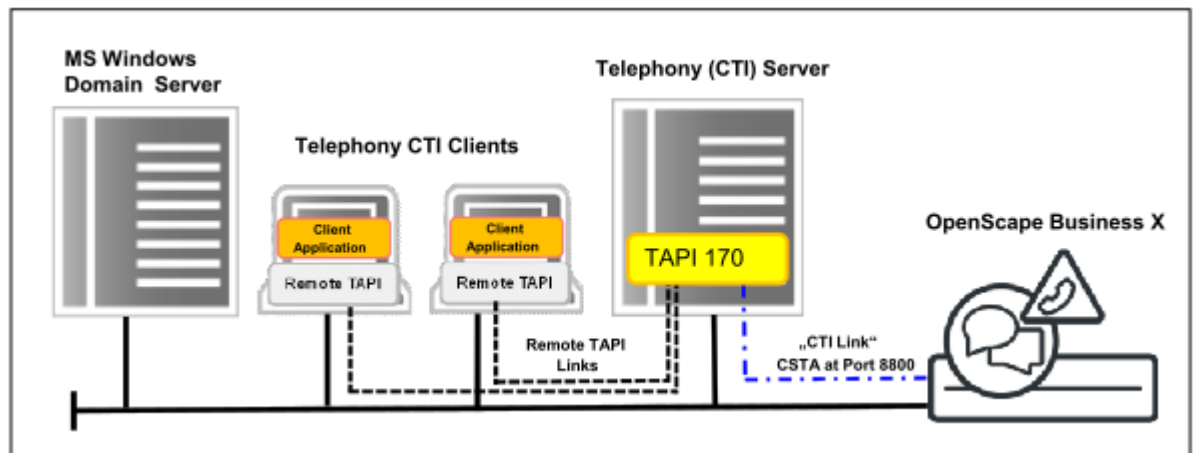 MS Windows
Domain Server
Telephony (CTI) Server
Telephony CTI Clients
Client
Application
Remote TAPI
Client
Application
Remote TAPI
TAPI 170
OpenScape Business X
Remote TAPI
Links
„CTI Link“
CSTA at Port 8800